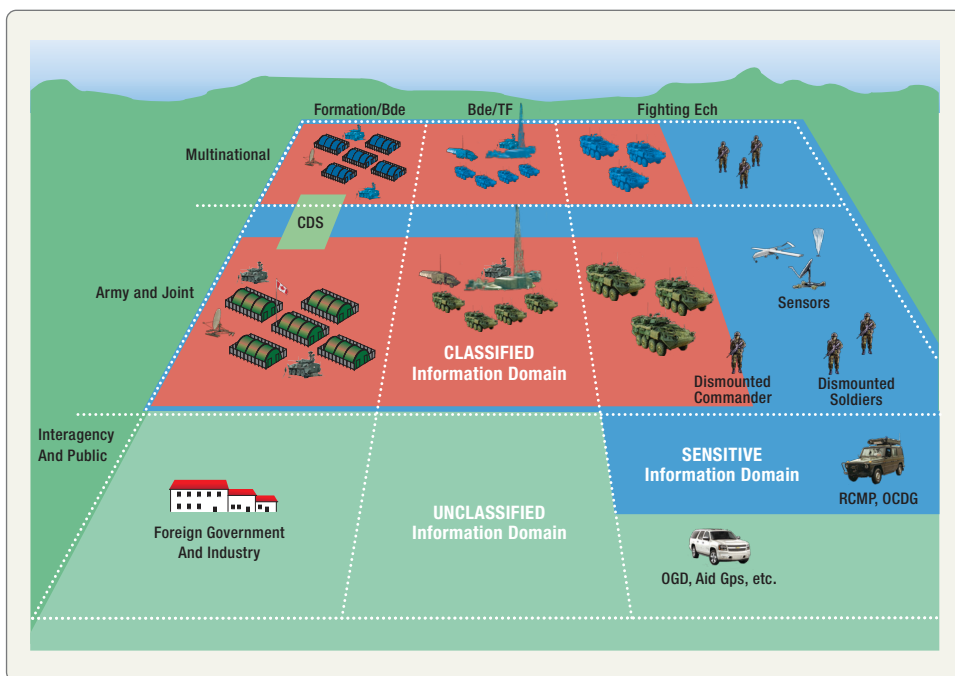 Formation/Bde
Bde/TF
Fighting Ech
Multinational
CDS
Army and Joint
Sensors
CLASSIFIED
Information Domain
Dismounted
Commander
Dismounted
Soldiers
Interagency
And Public
SENSITIVE
Information Domain
RCMP, OCDG
Foreign Government
And Industry
UNCLASSIFIED
Information Domain
OGD, Aid Gps, etc.